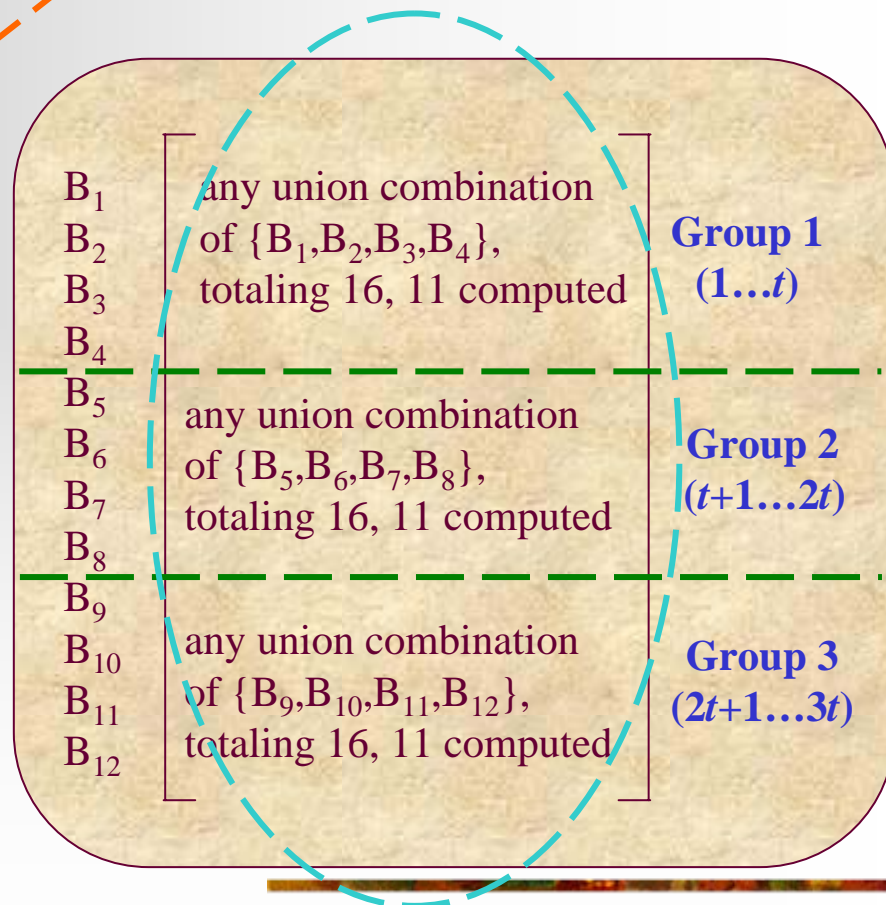 B₁
B₂
B₃
B₄
any union combination
of {B₁,B₂,B₃,B₄},
totaling 16, 11 computed
Group 1
(1…t)
B₅
B₆
B₇
B₈
any union combination
of {B₅,B₆,B₇,B₈},
totaling 16, 11 computed
Group 2
(t+1…2t)
B₉
B₁₀
B₁₁
B₁₂
any union combination
of {B₉,B₁₀,B₁₁,B₁₂},
totaling 16, 11 computed
Group 3
(2t+1…3t)